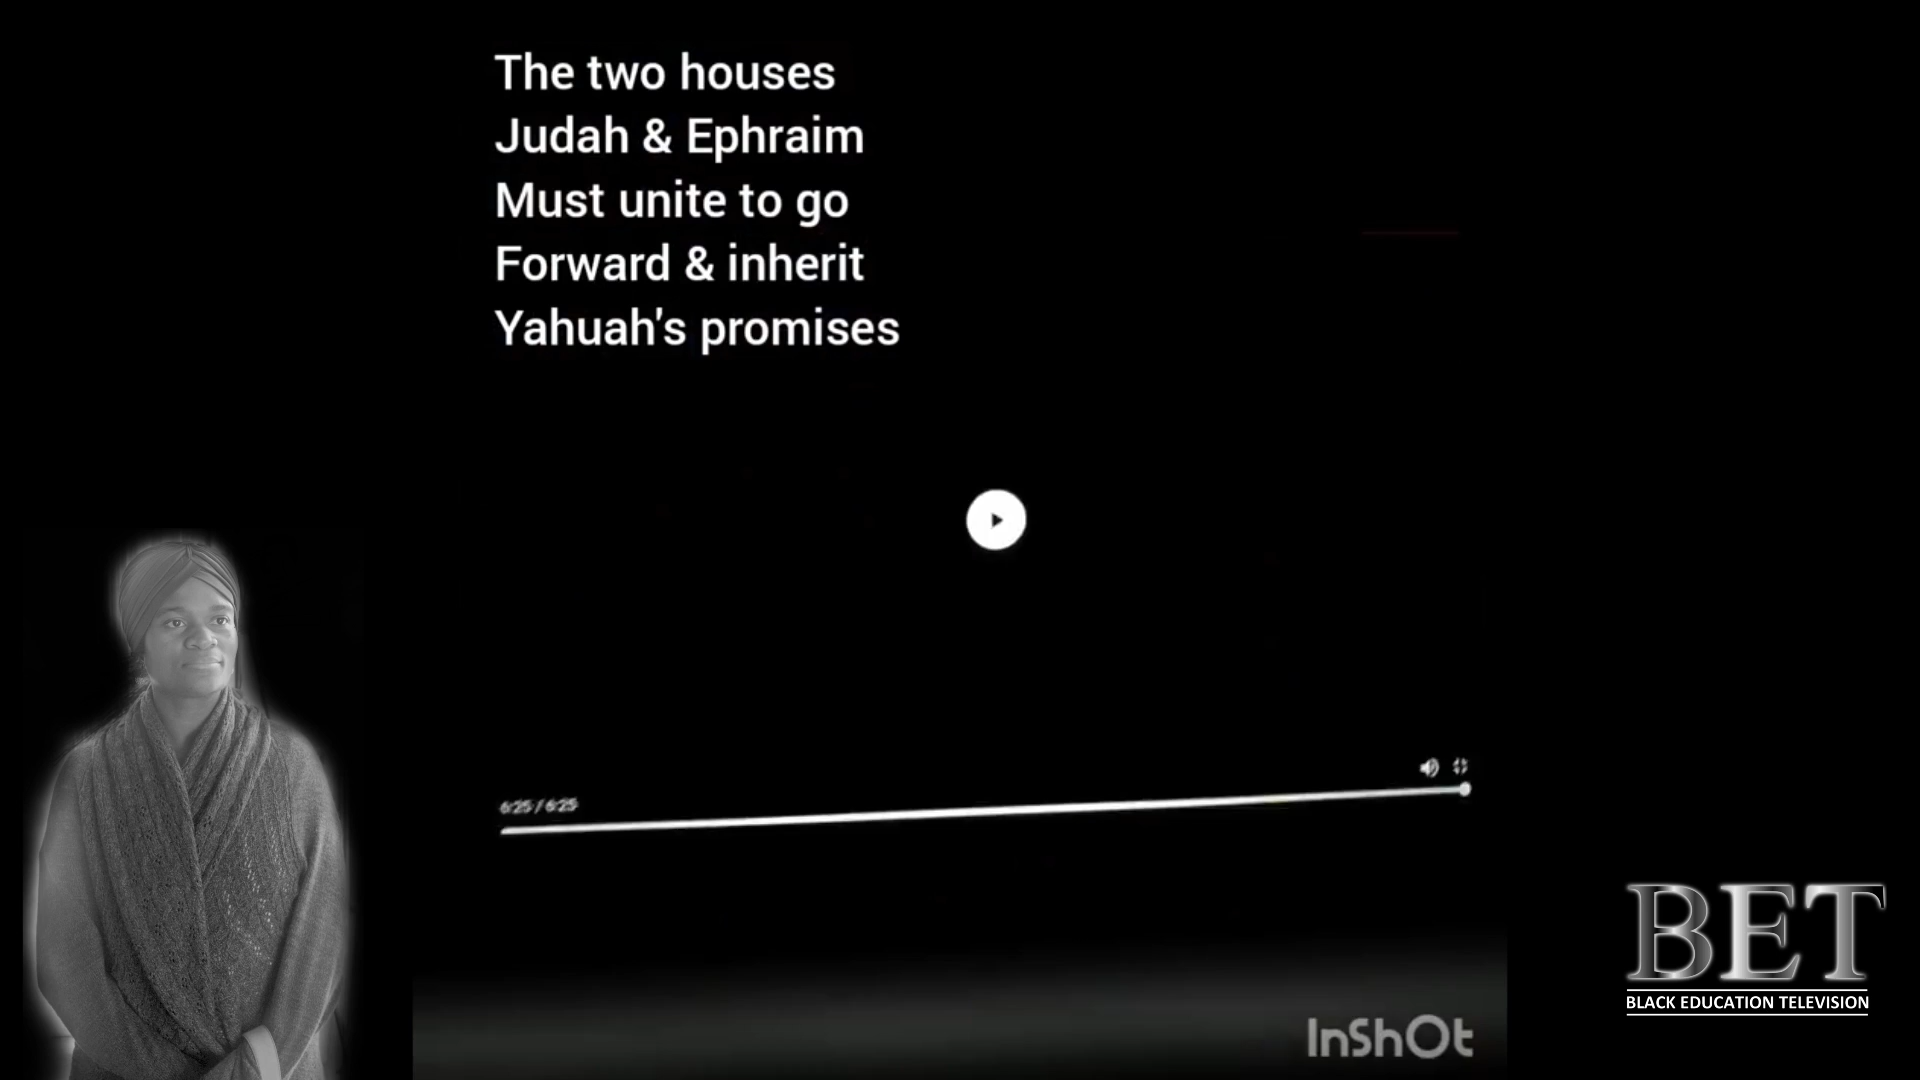 The two houses
Judah & Ephraim
Must unite to go
Forward & inherit
Yahuah's promises
6:25 / 6:25
BET
BLACK EDUCATION TELEVISION
InShOt